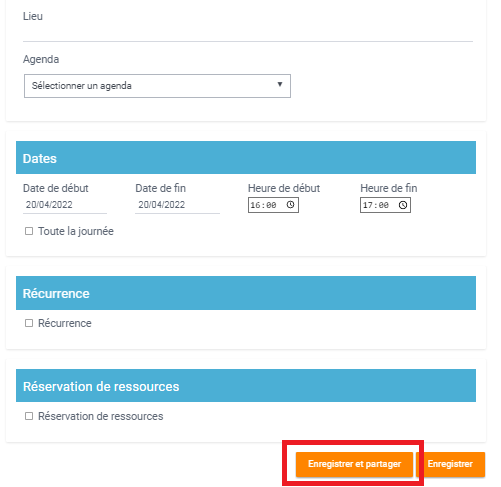 Lieu
Agenda
Sélectionner un agenda
Dates
Date de début Date de fin Heure de début Heure de fin
20/04/2022 20/04/2022 16:00 17:00
Toute la journée
Récurrence
Récurrence
Réservation de ressources
Réservation de ressources
Enregistrer et partager Enregistrer